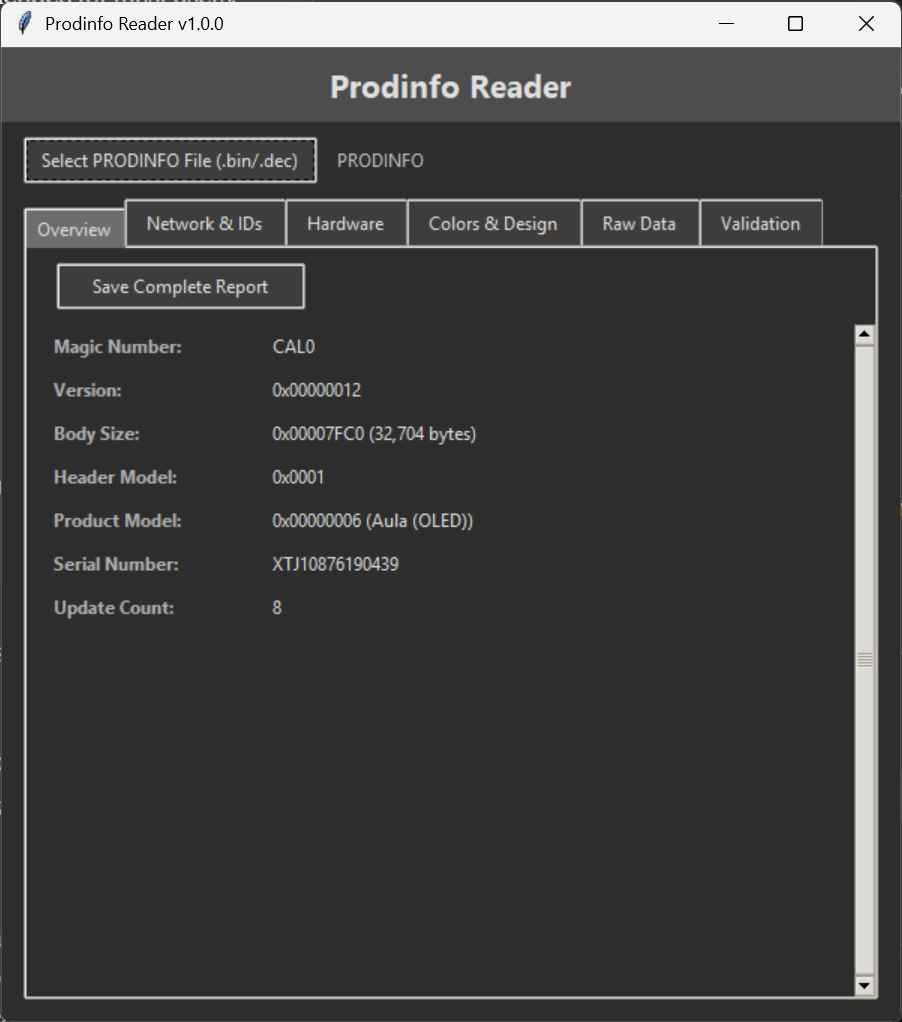 Prodinfo Reader v1.0.0
Prodinfo Reader
Select PRODINFO File (.bin/.dec) PRODINFO
Overview Network & IDs Hardware Colors & Design Raw Data Validation
Save Complete Report
Magic Number: CAL0
Version: 0x00000012
Body Size: 0x00007FC0 (32,704 bytes)
Header Model: 0x0001
Product Model: 0x00000006 (Aula (OLED))
Serial Number: XTJ10876190439
Update Count: 8